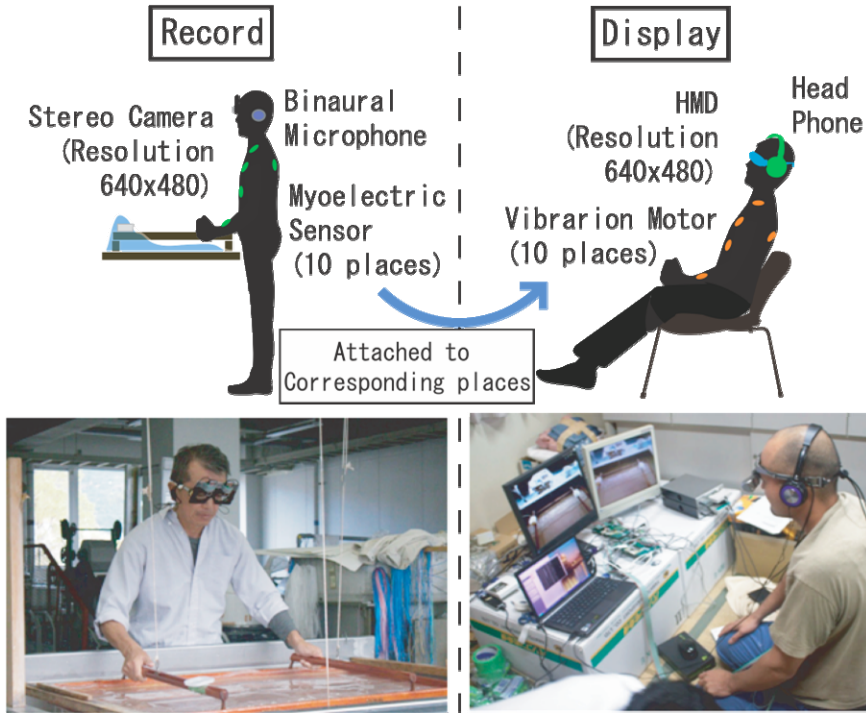 Record
Stereo Camera
(Resolution
640x480)
Binaural
Microphone
Myoelectric
Sensor
(10 places)
Display
HMD
(Resolution
640x480)
Head
Phone
Vibrarion Motor
(10 places)
Attached to
Corresponding places